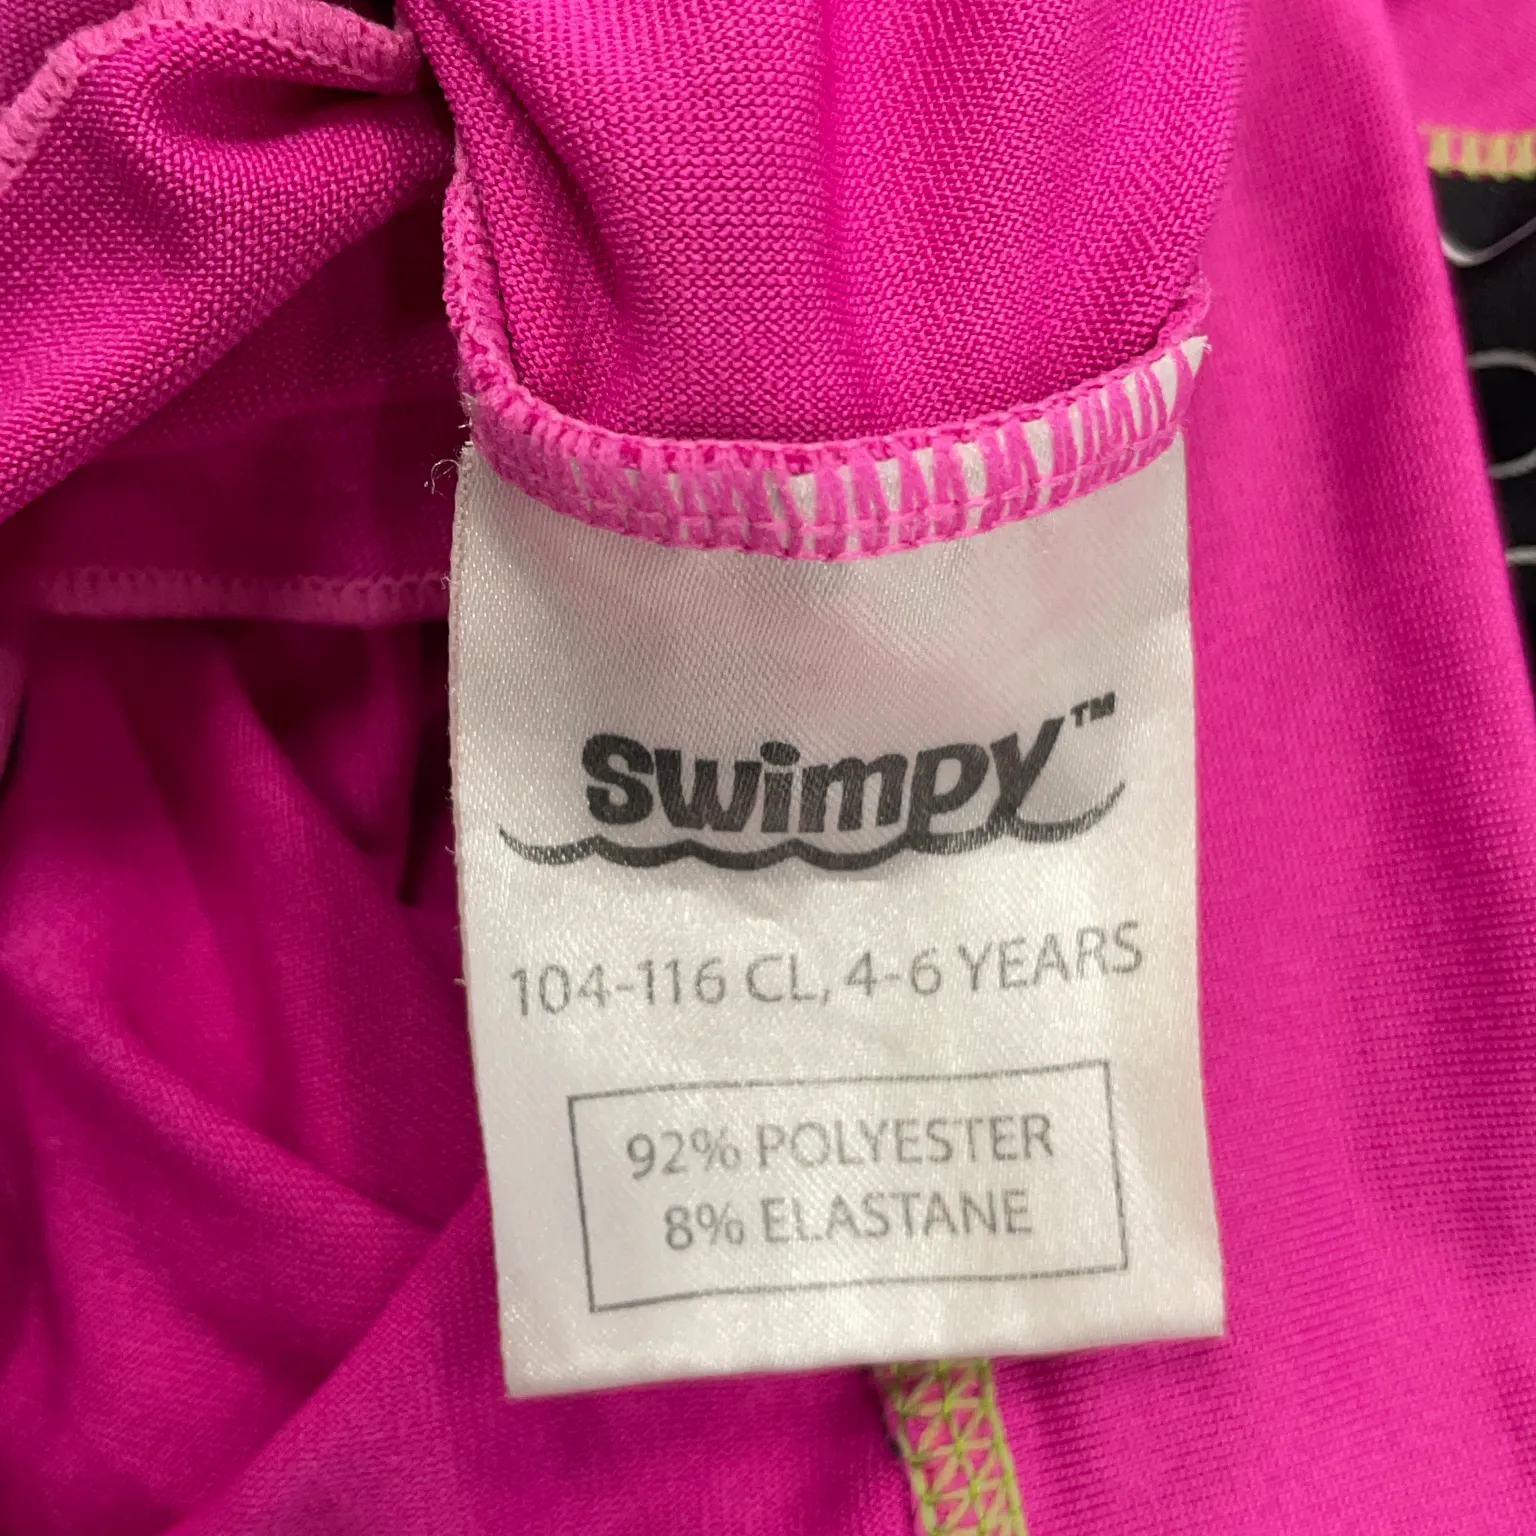 Swimpy™
104-116 CL, 4-6 YEARS
92% POLYESTER
8% ELASTANE